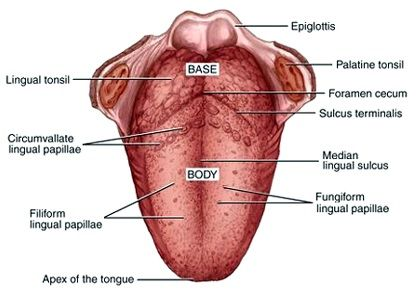 Epiglottis
BASE
Palatine tonsil
Lingual tonsil
Foramen cecum
Sulcus terminalis
Circumvallate
lingual papillae
Median
lingual sulcus
BODY
Fungiform
lingual papillae
Filiform
lingual papillae
Apex of the tongue